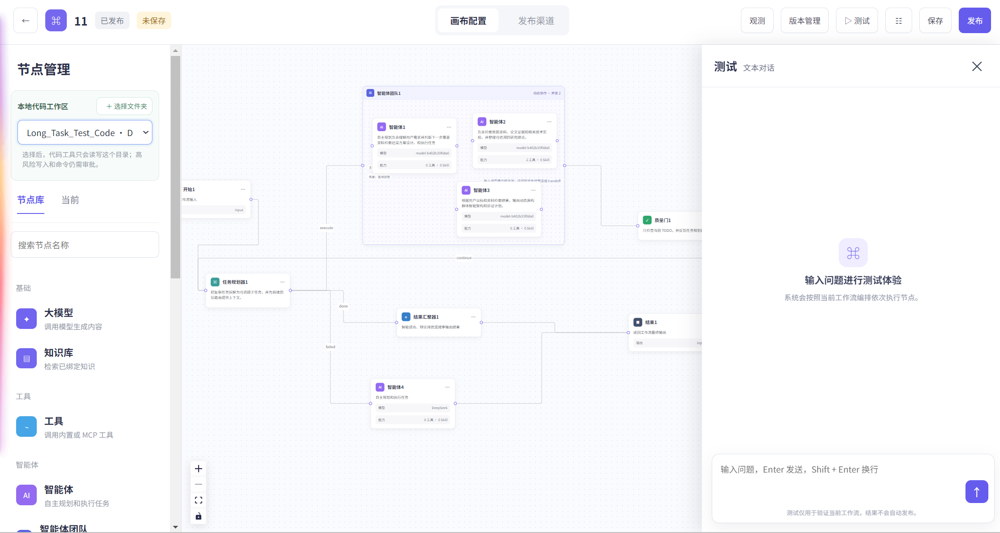 ←
11
已发布
未保存
画布配置
发布渠道
观测
版本管理
▷ 测试
保存
发布
节点管理
本地代码工作区
＋ 选择文件夹
Long_Task_Test_Code · D
选择后，代码工具只会读写这个目录；高
风险写入和命令仍需审批。
节点库
当前
搜索节点名称
基础
大模型
调用模型生成内容
知识库
检索已绑定知识
工具
工具
调用内置或 MCP 工具
智能体
AI
智能体
自主规划和执行任务
智能体团队
开始1
作流输入
input
智能体团队1
动态协作 · 并发 2
AI
智能体1
自主规划负责理解用户需求并判断下一步需要
资料检索还是方案设计。和执行任务
模型
model-b402b35f0da0
能力
0 工具 · 0 Skill
主
恢复：备用接管
AI
智能体2
负责检索赛题资料、论文证据和相关技术实
现，并整理可追溯的研究结论。
模型
model-b402b35f0da0
能力
2 工具 · 0 Skill
Handoff
AI
智能体3
根据用户目标和资料检索结果，输出动态异构
群体智能架构和验证计划。
模型
model-b402b35f0da0
能力
0 工具 · 0 Skill
execute
continue
质量门1
只检查当前 TODO，并反馈任务规划
任务规划器1
把复杂任务拆解为可追踪子任务，并为后续团
队路由提供上下文。
done
failed
结果汇聚器1
智能综合、辩论择优或按序输出结果
结束1
返回工作流最终输出
输出
inp
AI
智能体4
自主规划和执行任务
模型
DeepSeek
能力
0 工具 · 0 Skill
测试
文本对话
输入问题进行测试体验
系统会按照当前工作流编排依次执行节点。
输入问题，Enter 发送，Shift + Enter 换行
测试仅用于验证当前工作流，结果不会自动发布。